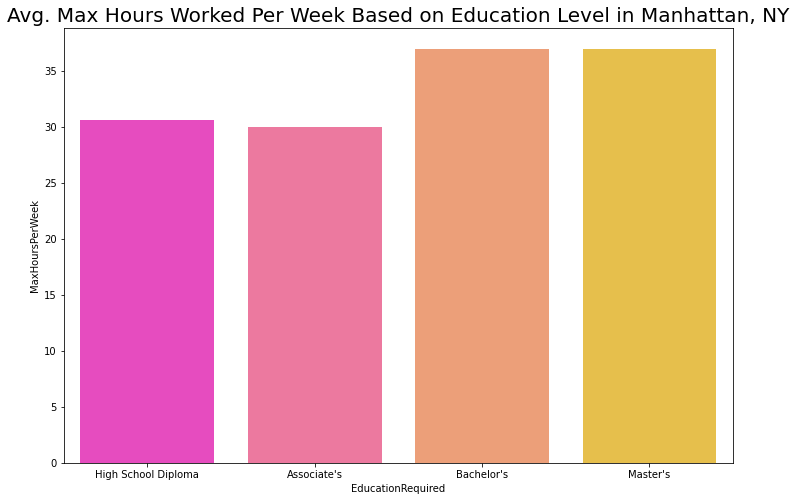 Avg. Max Hours Worked Per Week Based on Education Level in Manhattan, NY
MaxHoursPerWeek
35
30
25
20
15
10
5
0
High School Diploma
Associate's
Bachelor's
Master's
EducationRequired